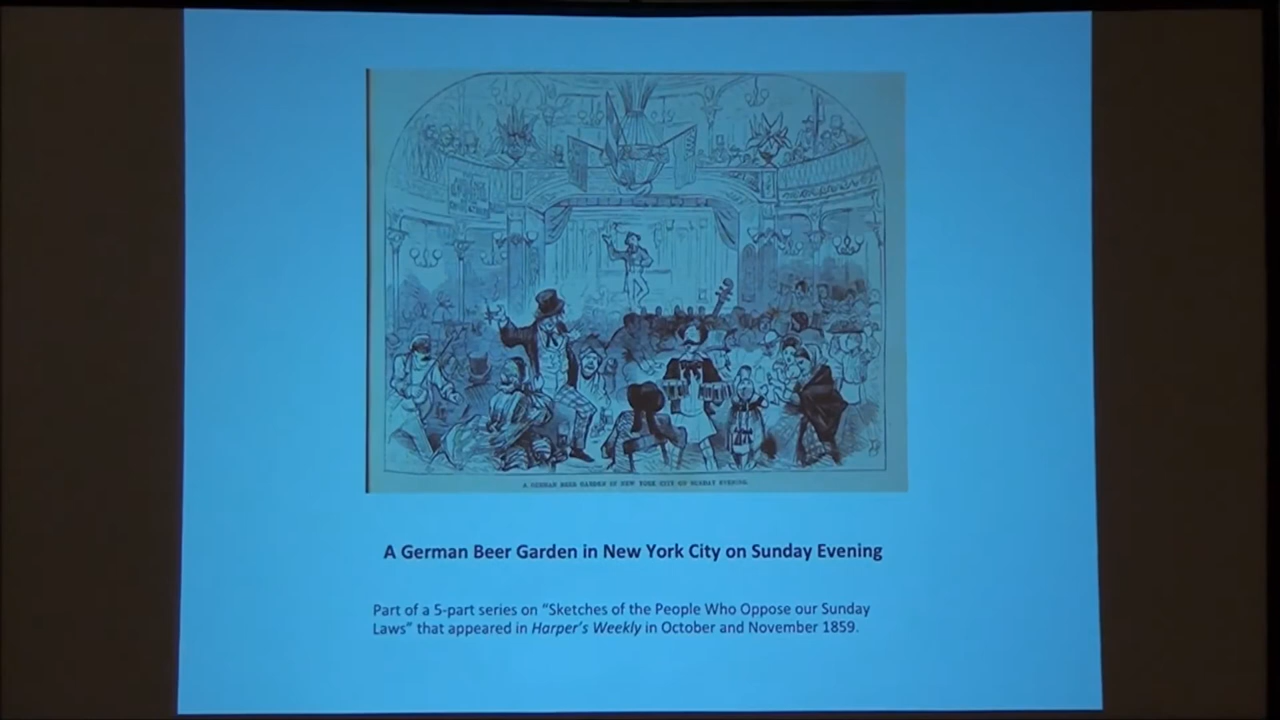 A GERMAN BEER GARDEN IN NEW YORK CITY ON SUNDAY EVENING.
A German Beer Garden in New York City on Sunday Evening
Part of a 5-part series on “Sketches of the People Who Oppose our Sunday
Laws” that appeared in Harper’s Weekly in October and November 1859.